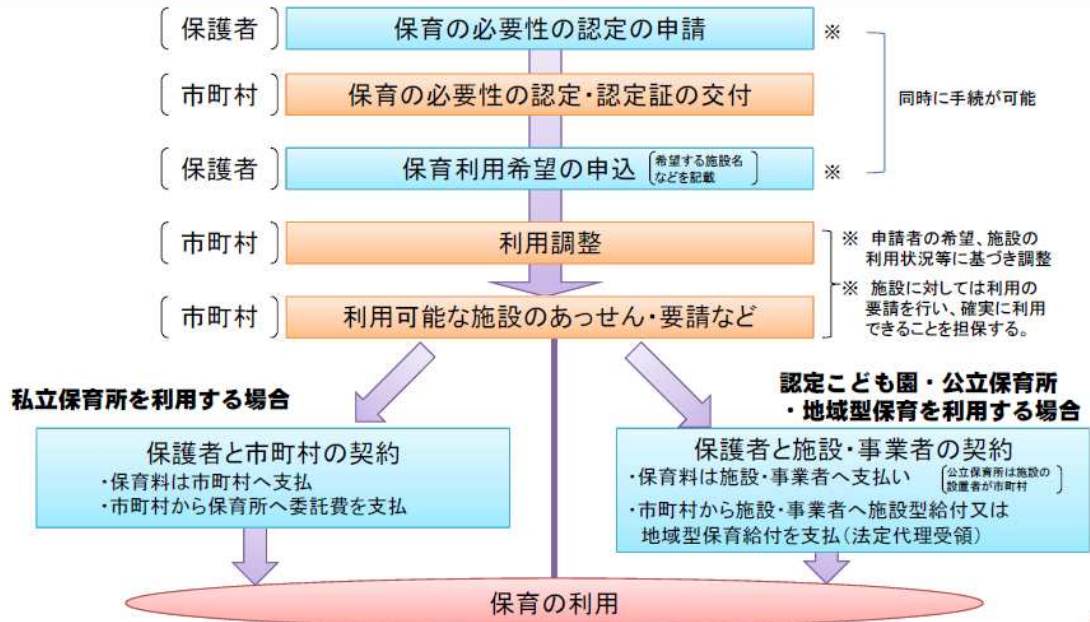 〔保護者〕 保育の必要性の認定の申請 ※
〔市町村〕 保育の必要性の認定・認定証の交付
同時に手続が可能
〔保護者〕 保育利用希望の申込 〔希望する施設名
などを記載〕 ※
〔市町村〕 利用調整
※ 申請者の希望、施設の
利用状況等に基づき調整
〔市町村〕 利用可能な施設のあっせん・要請など
※ 施設に対しては利用の
要請を行い、確実に利用
できることを担保する。
私立保育所を利用する場合
保護者と市町村の契約
・保育料は市町村へ支払
・市町村から保育所へ委託費を支払
認定こども園・公立保育所
・地域型保育を利用する場合
保護者と施設・事業者の契約
・保育料は施設・事業者へ支払い 〔公立保育所は施設の
設置者が市町村〕
・市町村から施設・事業者へ施設型給付又は
地域型保育給付を支払(法定代理受領)
保育の利用